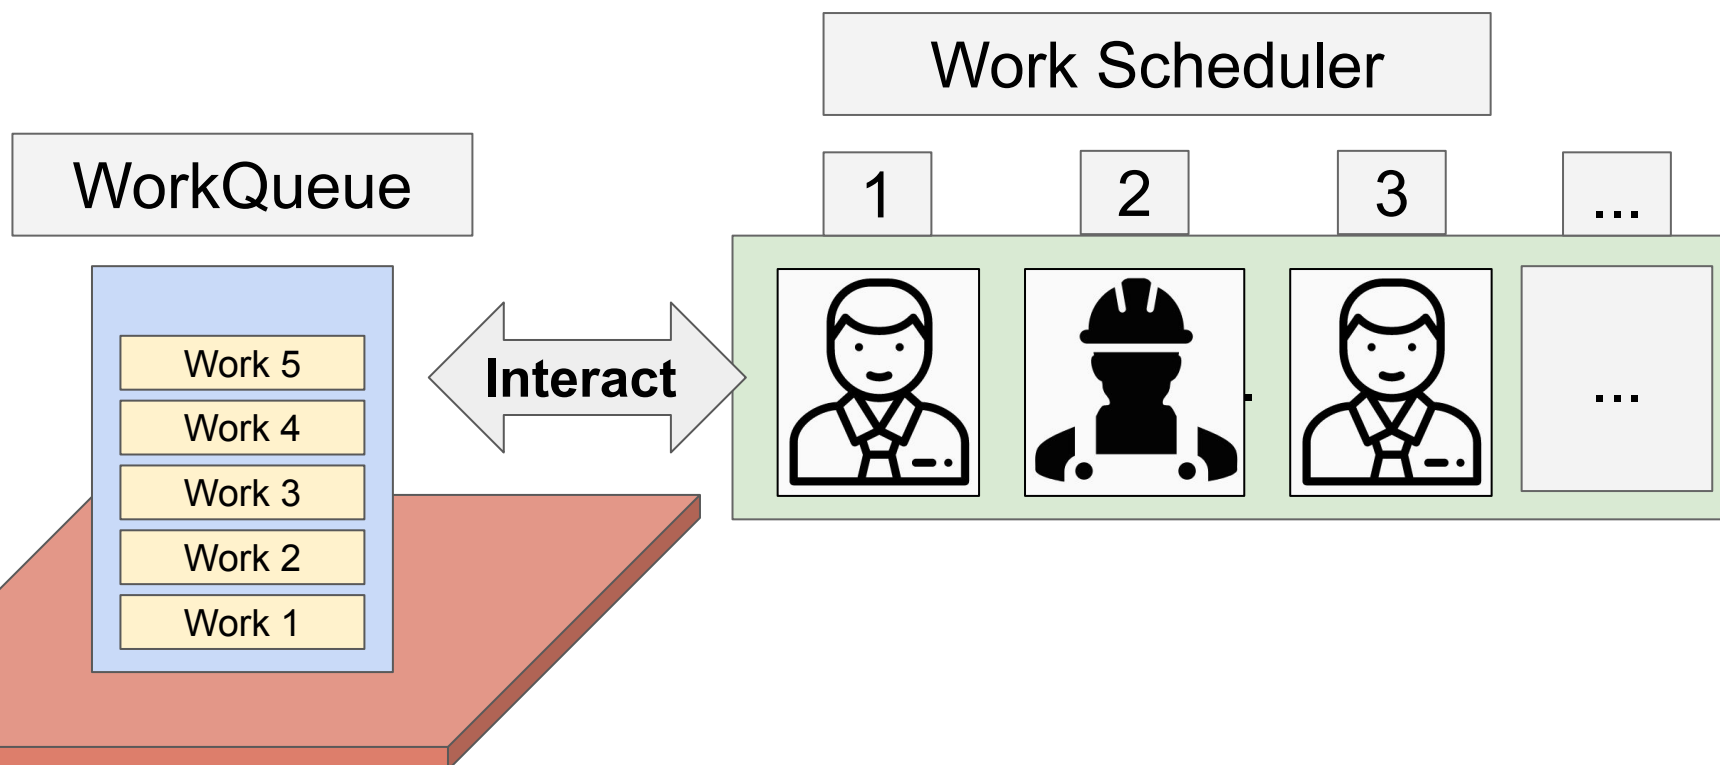 Work Scheduler
WorkQueue
1
2
3
...
Work 5
Work 4
Work 3
Work 2
Work 1
Interact
...